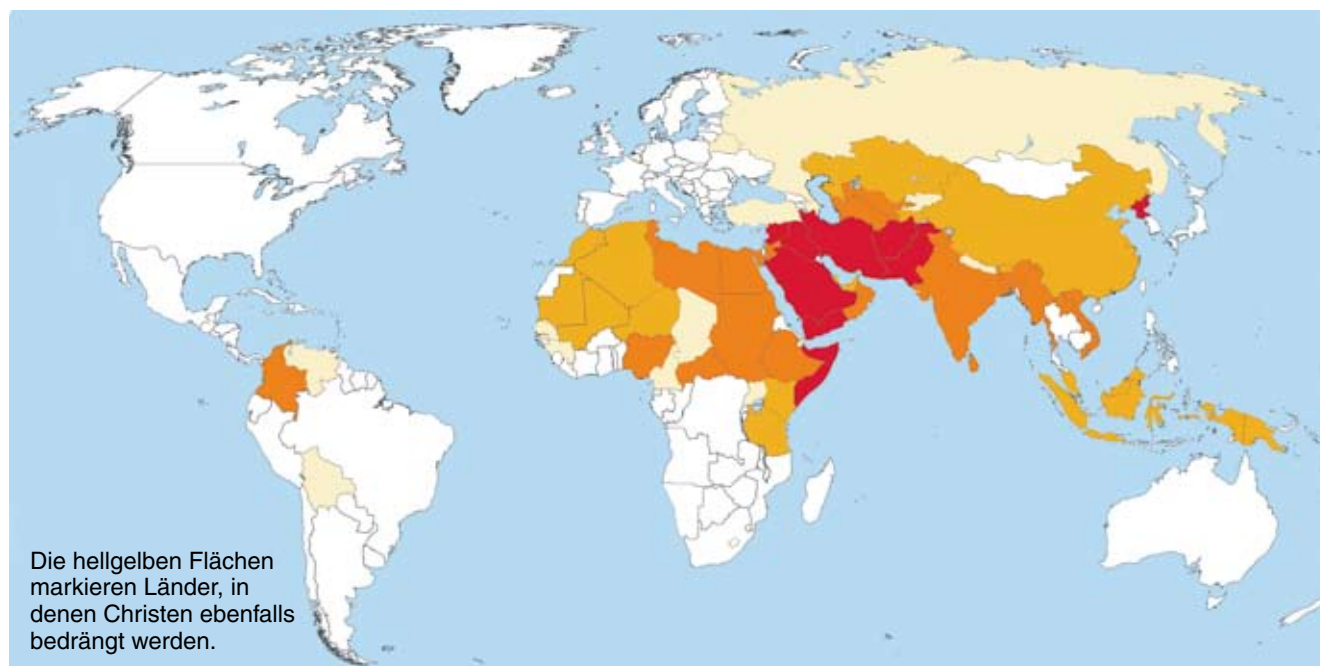 Die hellgelben Flächen
markieren Länder, in
denen Christen ebenfalls
bedrängt werden.